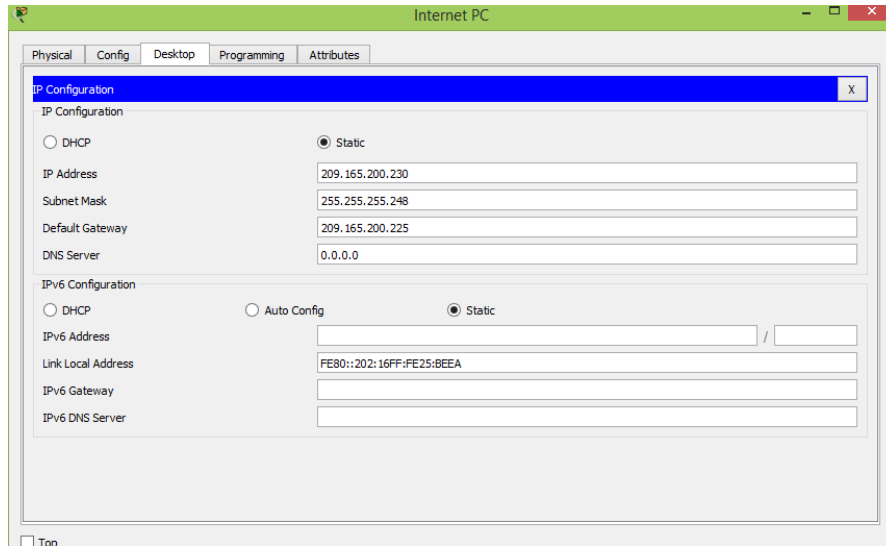 Internet PC
Physical Config Desktop Programming Attributes
IP Configuration X
IP Configuration
DHCP Static
IP Address 209.165.200.230
Subnet Mask 255.255.255.248
Default Gateway 209.165.200.225
DNS Server 0.0.0.0
IPv6 Configuration
DHCP Auto Config Static
IPv6 Address /
Link Local Address FE80::202:16FF:FE25:BEEA
IPv6 Gateway
IPv6 DNS Server
Top